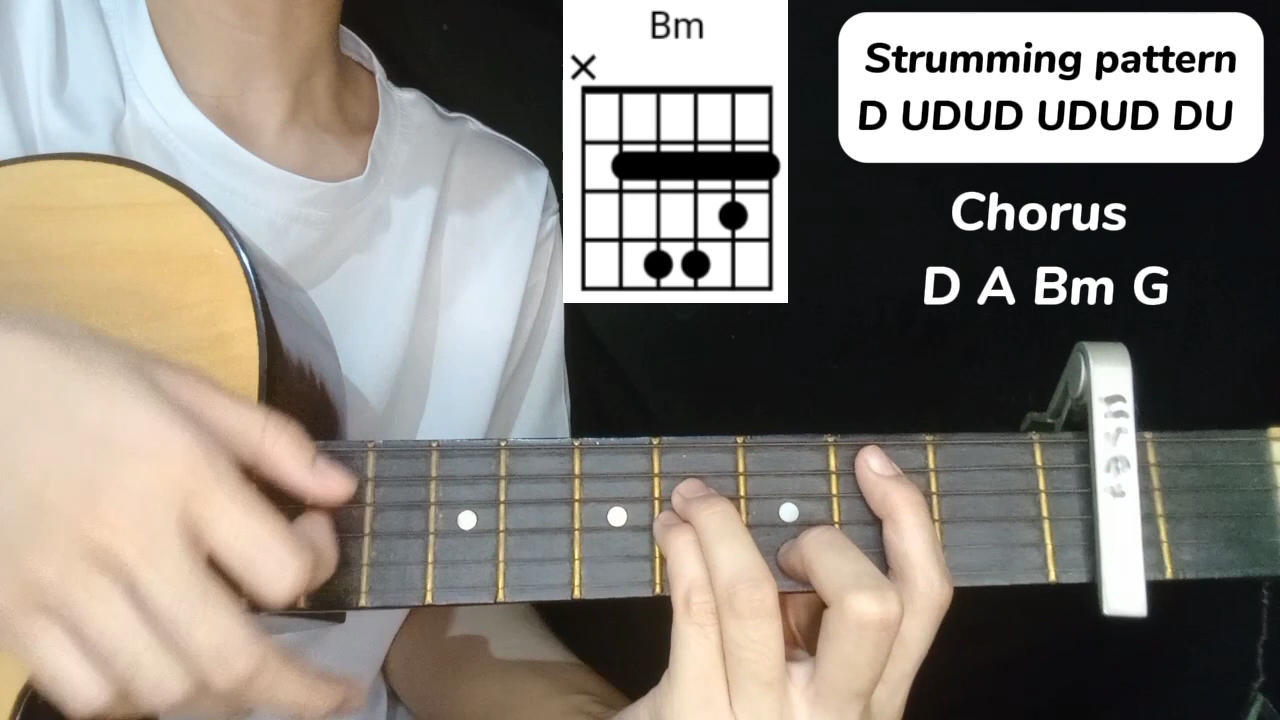 Bm
×
Strumming pattern
D UDUD UDUD DU
Chorus
D A Bm G